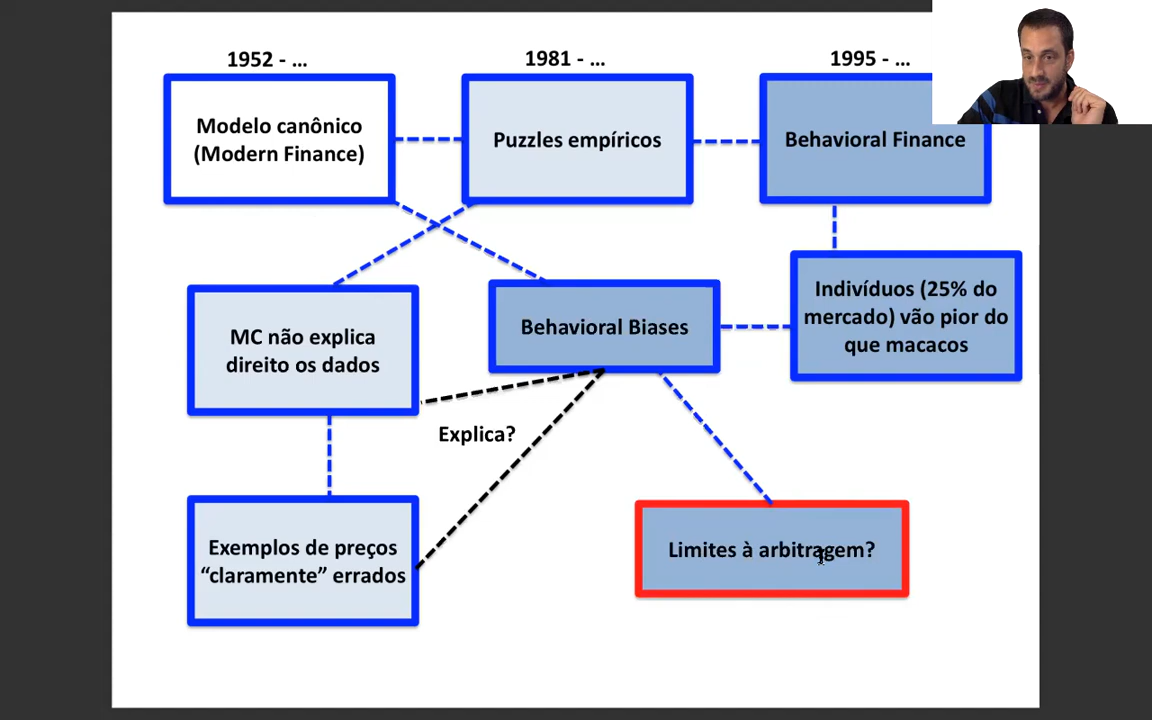 1952 - ...
1981 - ...
1995 - ...
Modelo canônico
(Modern Finance)
Puzzles empíricos
Behavioral Finance
MC não explica
direito os dados
Behavioral Biases
Indivíduos (25% do
mercado) vão pior do
que macacos
Explica?
Exemplos de preços
“claramente” errados
Limites à arbitragem?